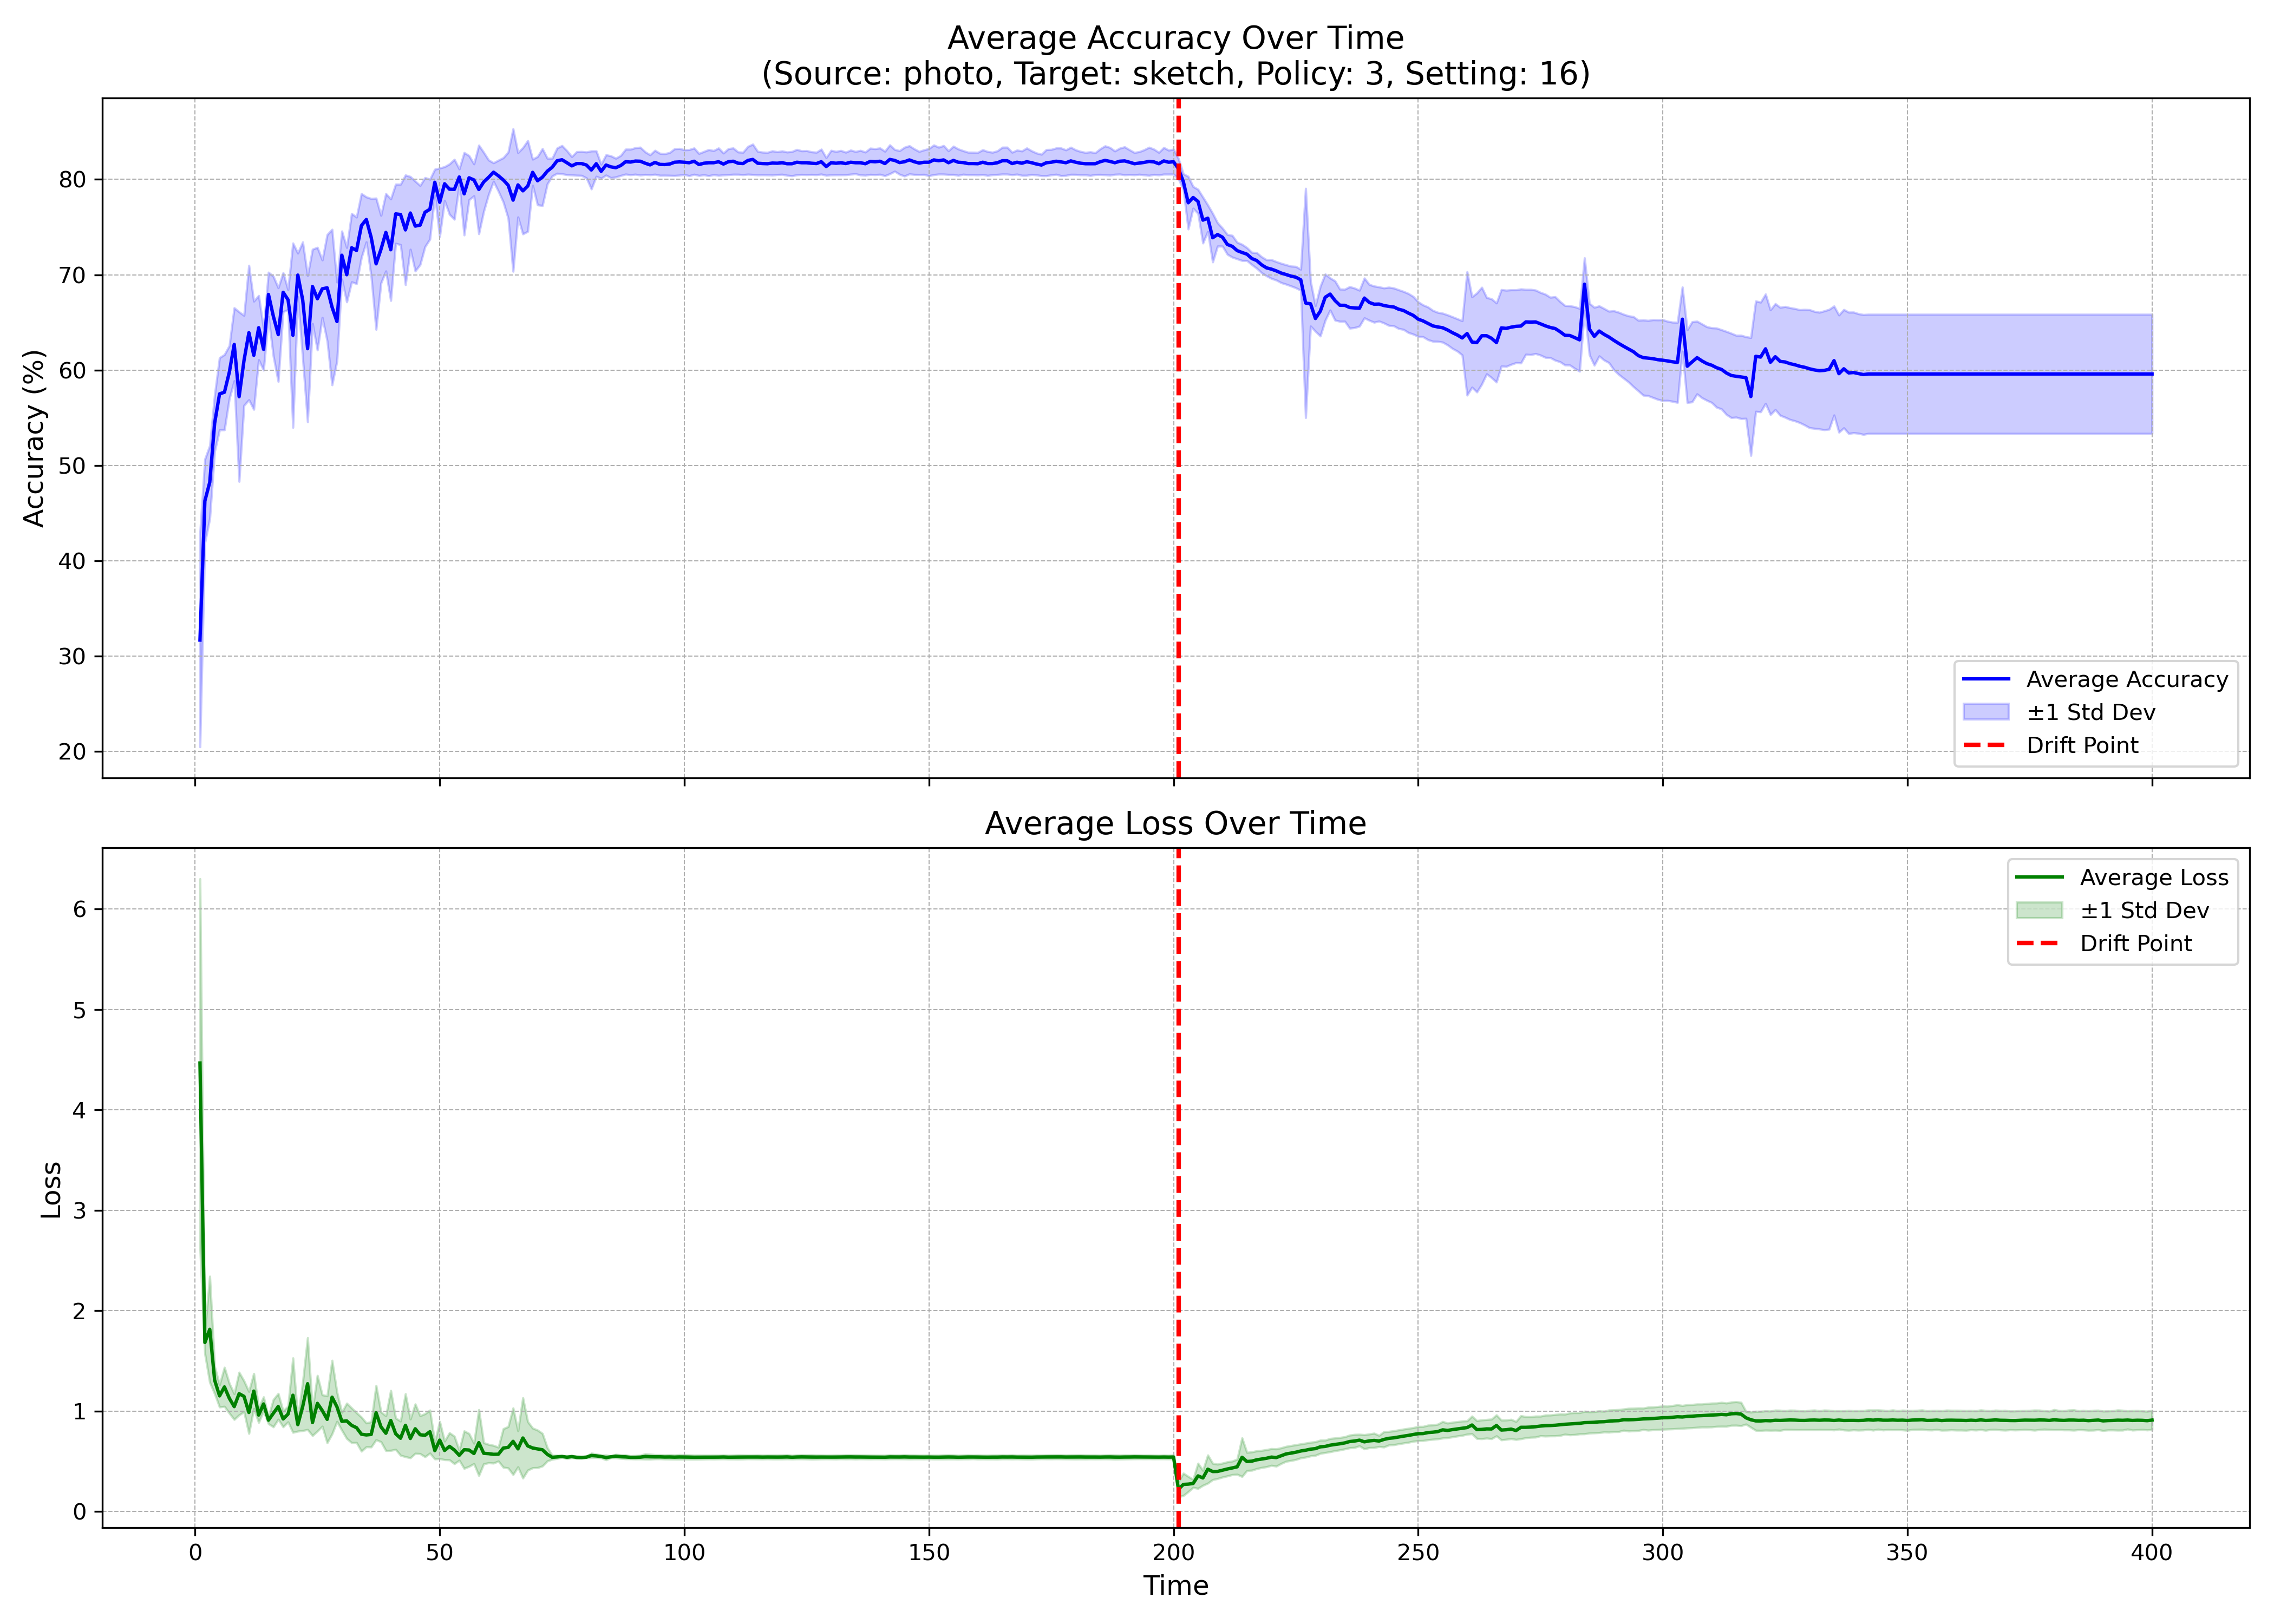 Average Accuracy Over Time
(Source: photo, Target: sketch, Policy: 3, Setting: 16)
Accuracy (%)
80
70
60
50
40
30
20
Average Accuracy
±1 Std Dev
Drift Point
Average Loss Over Time
Loss
6
5
4
3
2
1
0
Average Loss
±1 Std Dev
Drift Point
0 50 100 150 200 250 300 350 400
Time